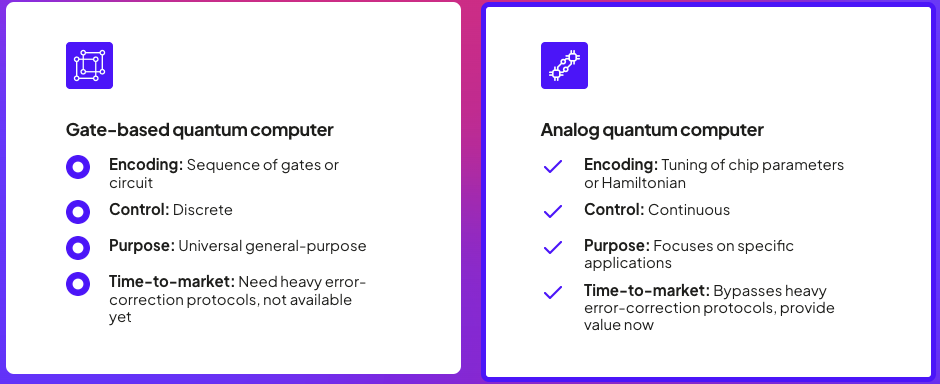 Gate-based quantum computer
Encoding: Sequence of gates or
circuit
Control: Discrete
Purpose: Universal general-purpose
Time-to-market: Need heavy error-
correction protocols, not available
yet
Analog quantum computer
Encoding: Tuning of chip parameters
or Hamiltonian
Control: Continuous
Purpose: Focuses on specific
applications
Time-to-market: Bypasses heavy
error-correction protocols, provide
value now